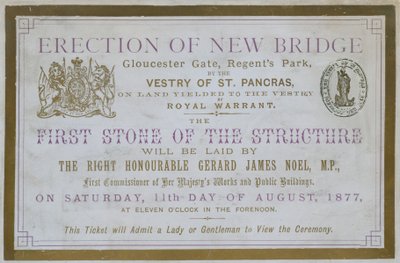 ERECTION OF NEW BRIDGE
Gloucester Gate, Regent's Park,
BY THE
VESTRY OF ST. PANCRAS,
ON LAND YIELDED TO THE VESTRY
BY
ROYAL WARRANT.
THE
FIRST STONE OF THE STRUCTURE
WILL BE LAID BY
THE RIGHT HONOURABLE GERARD JAMES NOEL, M.P.,
First Commissioner of Her Majesty's Works and Public Buildings.
ON SATURDAY, 11th DAY OF AUGUST, 1877,
AT ELEVEN O'CLOCK IN THE FORENOON.
This Ticket will Admit a Lady or Gentleman to View the Ceremony.